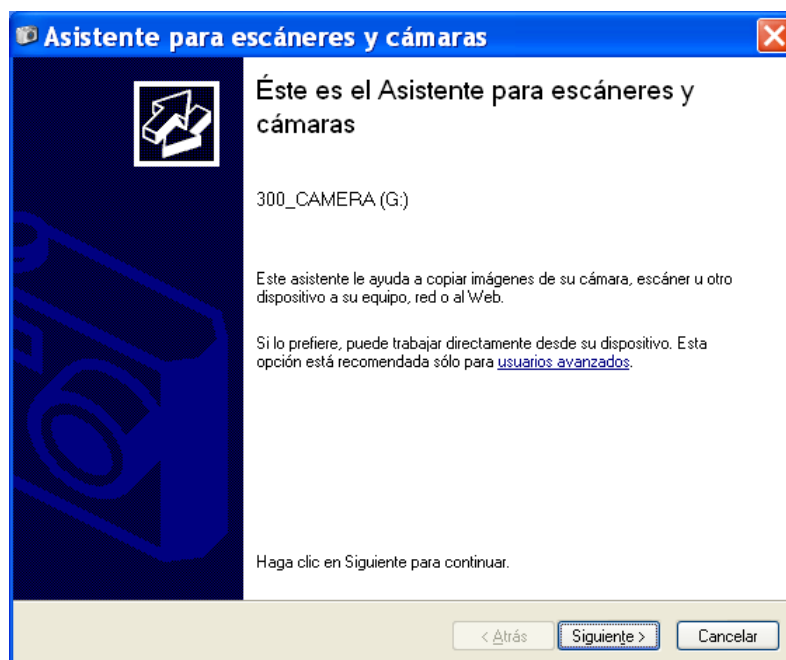 Asistente para escáneres y cámaras
Éste es el Asistente para escáneres y
cámaras
300_CAMERA (G:)
Este asistente le ayuda a copiar imágenes de su cámara, escáner u otro
dispositivo a su equipo, red o al Web.
Si lo prefiere, puede trabajar directamente desde su dispositivo. Esta
opción está recomendada sólo para usuarios avanzados.
Haga clic en Siguiente para continuar.
< Atrás Siguiente > Cancelar